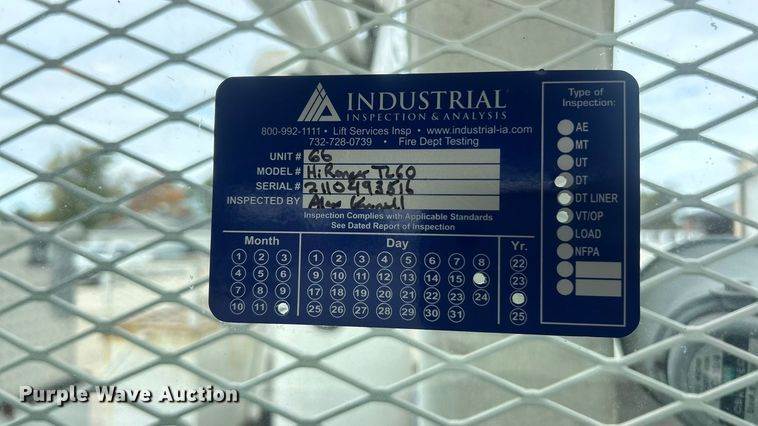 INDUSTRIAL
INSPECTION & ANALYSIS
800-992-1111 • Lift Services Insp • www.industrial-ia.com
732-728-0739 • Fire Dept Testing
UNIT # 66
MODEL # HiRanger TL60
SERIAL # 2110493816
INSPECTED BY Alex
Inspection Complies with Applicable Standards
See Dated Report of Inspection
Type of
Inspection:
AE
MT
UT
DT
DT LINER
VT/OP
LOAD
NFPA
Month
1 2 3
4 5 6
7 8 9
10 11
Day
1 2 3 4 5 6 7 8
9 10 11 12 13 14 15
17 18 19 20 21 22 23 24
25 26 27 28 29 30 31
Yr.
22
23
25
Purple Wave Auction